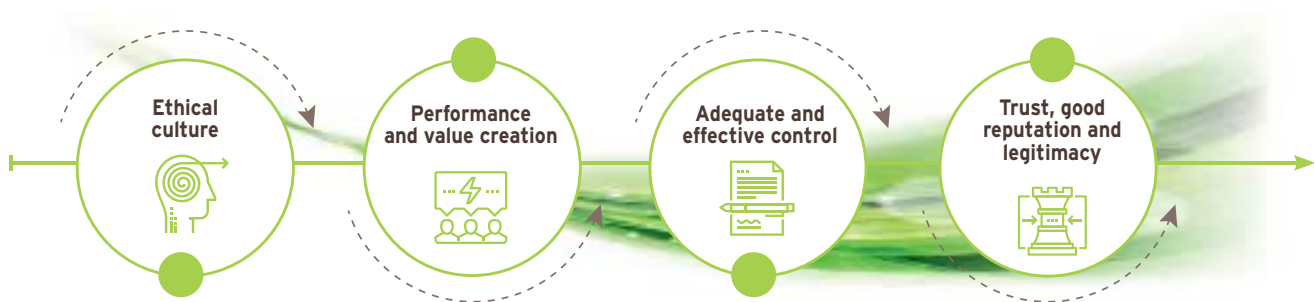 Ethical
culture
Performance
and value creation
Adequate and
effective control
Trust, good
reputation and
legitimacy